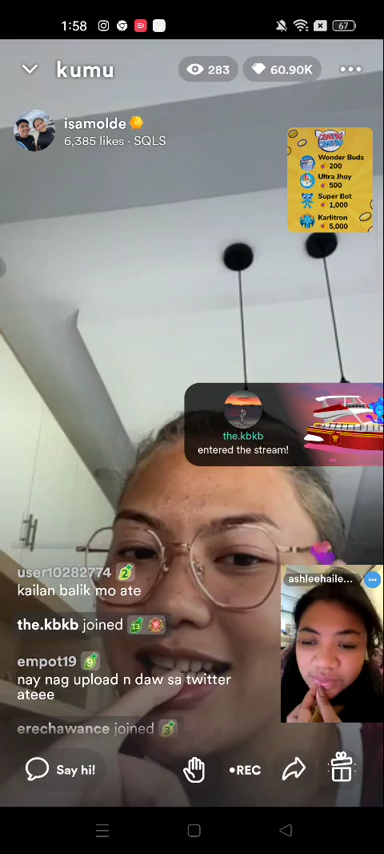 1:58
67
kumu
283
60.90K
isamolde
6,385 likes · SQLS
Wonder Buds
200
Ultra Jhoy
500
Super Bot
1,000
Karlitron
5,000
the.kbkb
entered the stream!
user10282774 2
kailan balik mo ate
the.kbkb joined 13
empot19 9
nay nag upload n daw sa twitter
ateee
erechawance joined 3
ashleehaile...
Say hi!
•REC